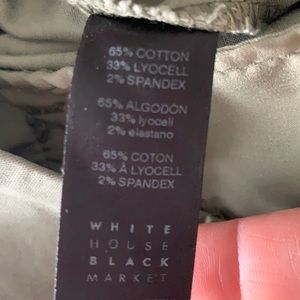 65% COTTON
33% LYOCELL
2% SPANDEX
65% ALGODON
33% lyocell
2% elastano
65% COTON
33% À LYOCELL
2% SPANDEX
WHITE
HOUSE
BLACK
MARKET